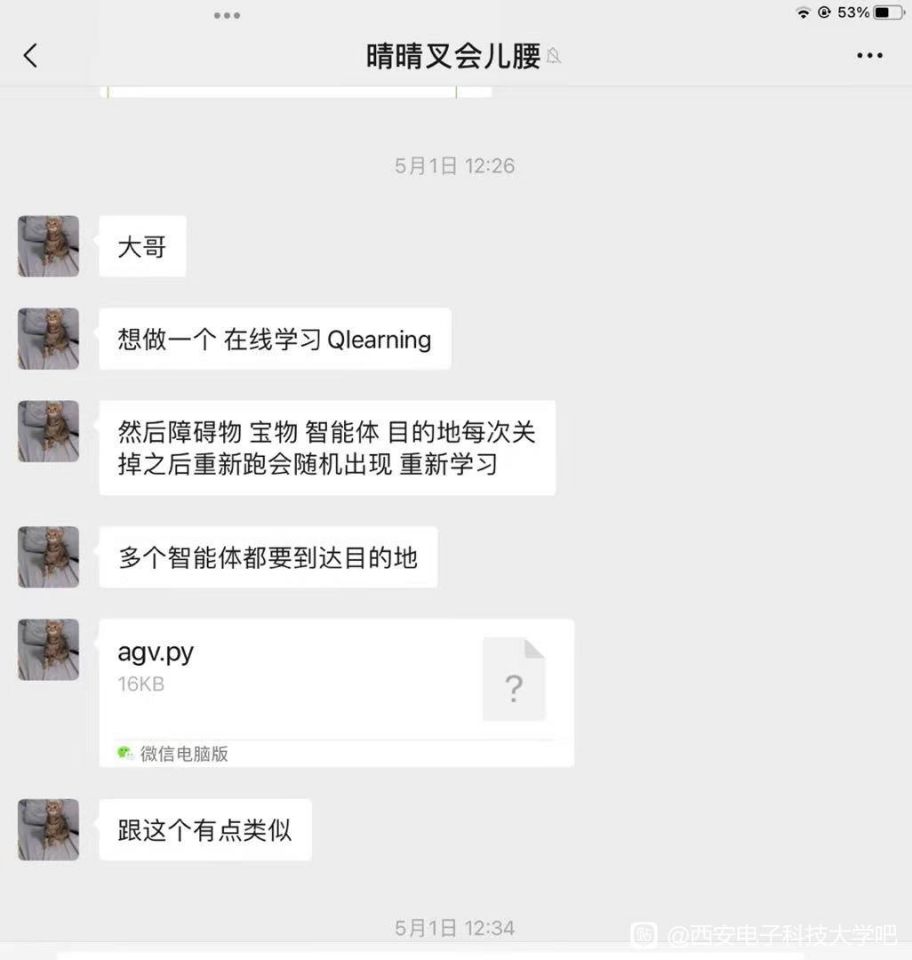 53%
晴晴叉会儿腰
5月1日 12:26
大哥
想做一个 在线学习 Qlearning
然后障碍物 宝物 智能体 目的地每次关
掉之后重新跑会随机出现 重新学习
多个智能体都要到达目的地
agv.py
16KB
?
微信电脑版
跟这个有点类似
5月1日 12:34
贴 @西安电子科技大学吧